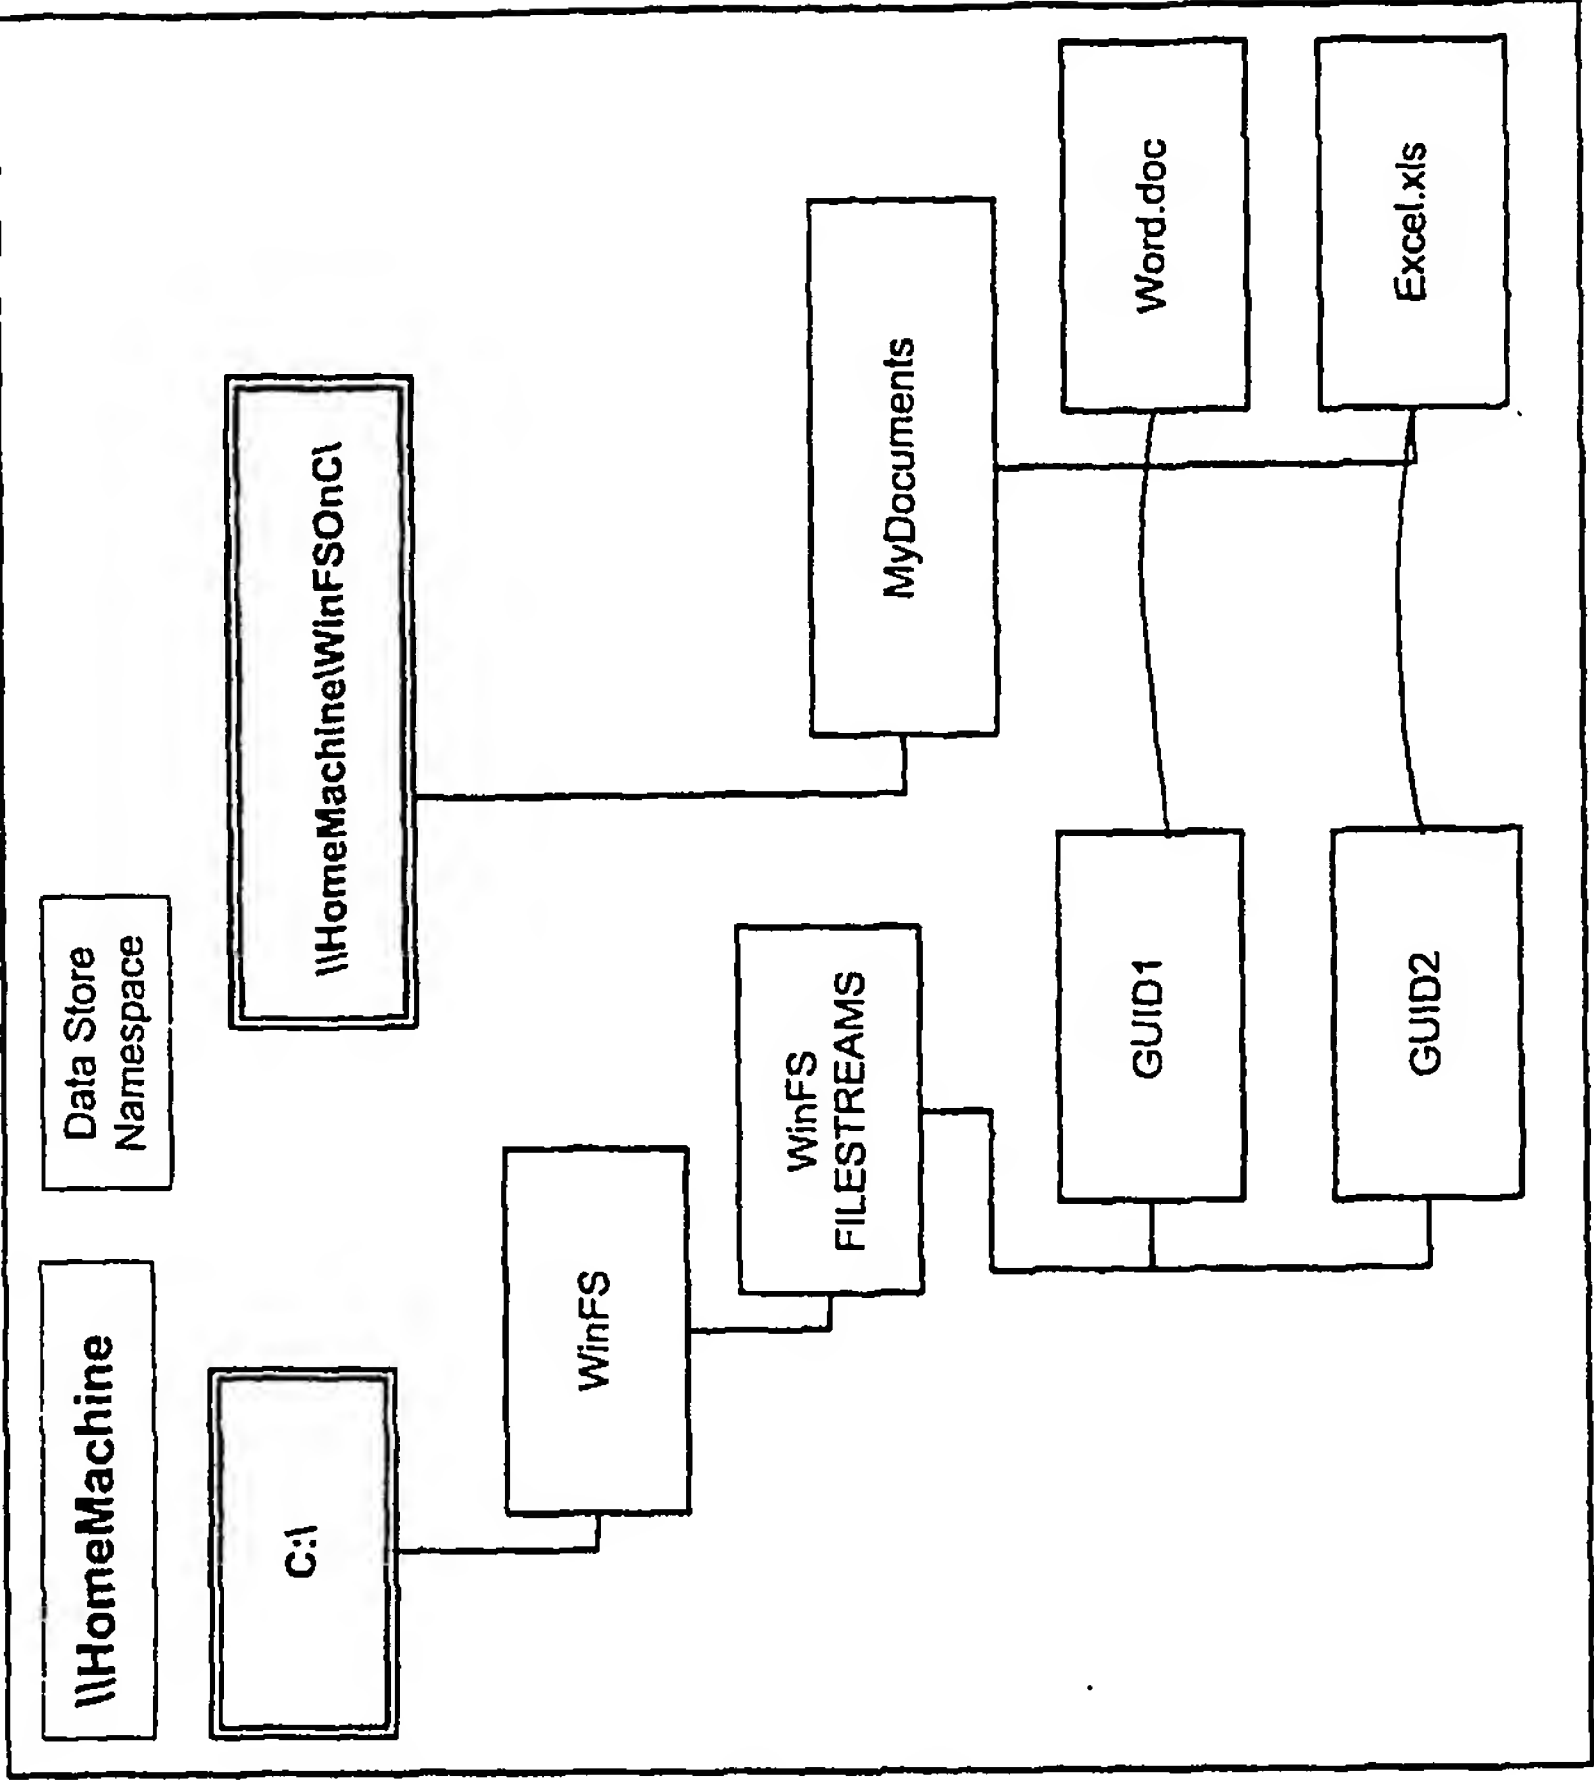 \\HomeMachine
Data Store
Namespace
C:\
\\HomeMachine\WinFSOnC\
WinFS
WinFS
FILESTREAMS
MyDocuments
GUID1
Word.doc
GUID2
Excel.xls